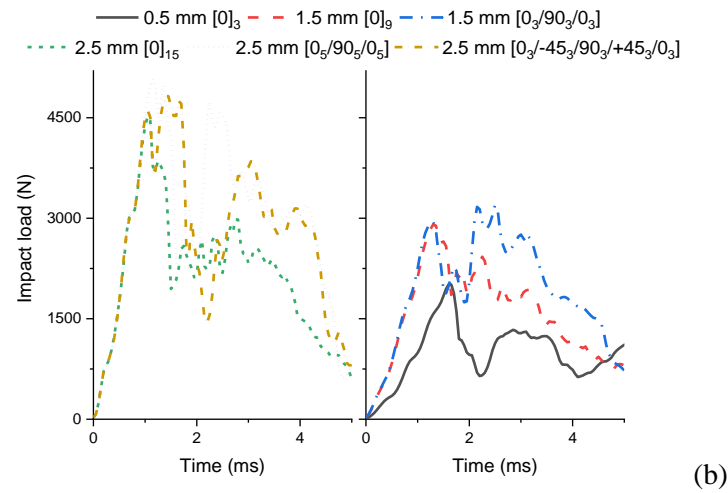 0.5 mm [0]3 1.5 mm [0]9 1.5 mm [03/903/03]
2.5 mm [0]15 2.5 mm [05/905/05] 2.5 mm [03/-453/903/+453/03]
4500
3000
1500
0
Impact load (N)
0 2 4
Time (ms)
0 2 4
Time (ms)
(b)